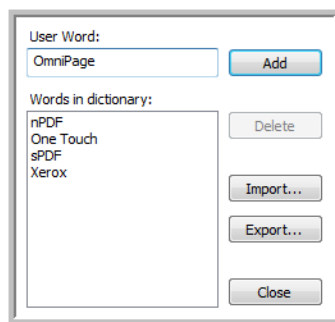 User Word:
OmniPage
Add
Words in dictionary:
nPDF
One Touch
sPDF
Xerox
Delete
Import...
Export...
Close